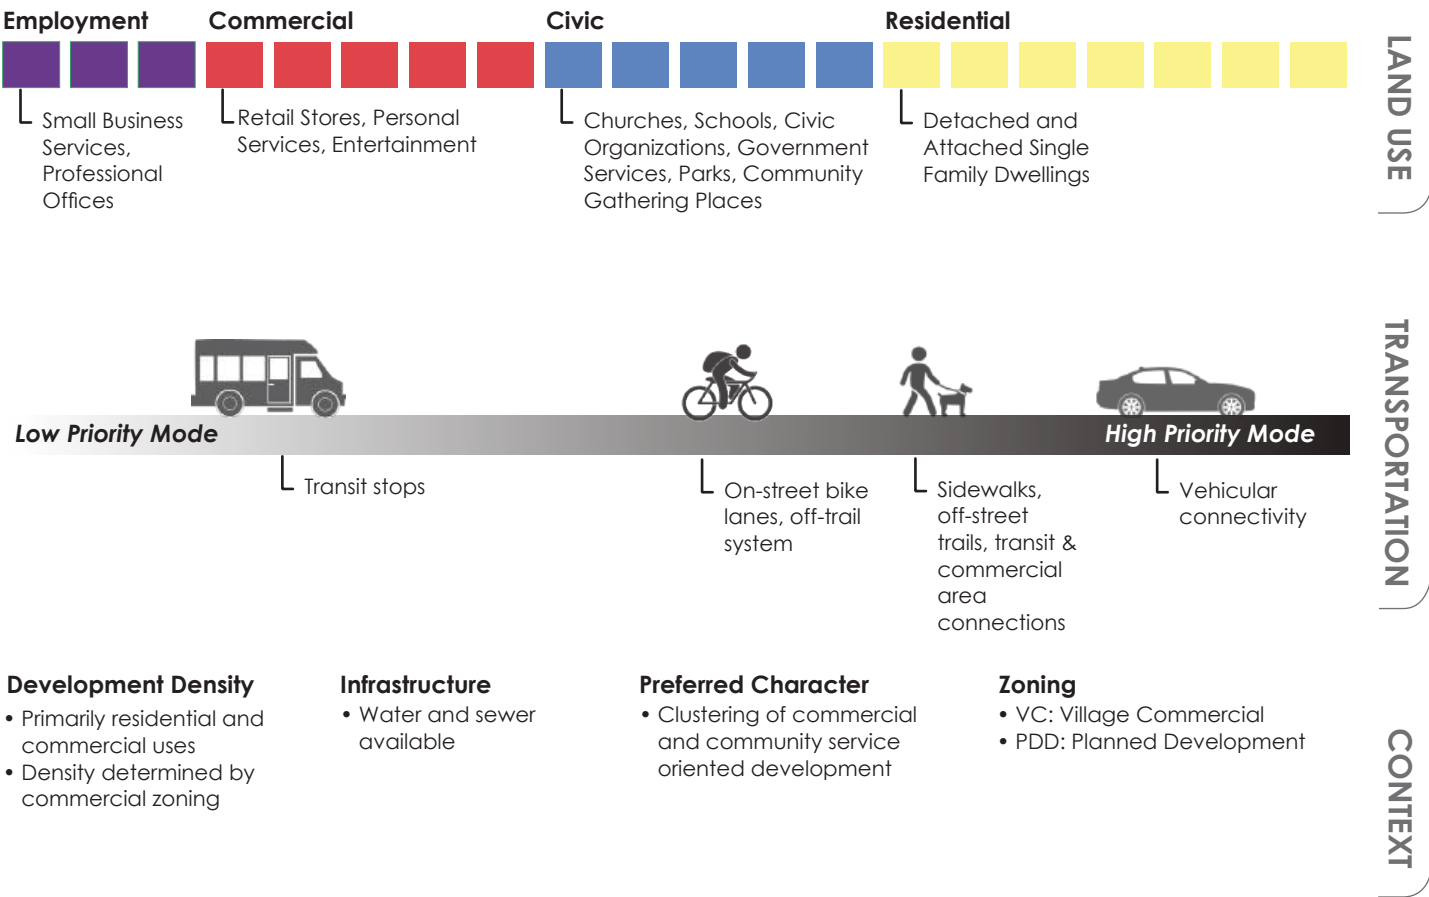 Employment
Commercial
Civic
Residential
Small Business
Services,
Professional
Offices
Retail Stores, Personal
Services, Entertainment
Churches, Schools, Civic
Organizations, Government
Services, Parks, Community
Gathering Places
Detached and
Attached Single
Family Dwellings
LAND USE
Low Priority Mode
High Priority Mode
Transit stops
On-street bike
lanes, off-trail
system
Sidewalks,
off-street
trails, transit &
commercial
area
connections
Vehicular
connectivity
TRANSPORTATION
Development Density
• Primarily residential and
commercial uses
• Density determined by
commercial zoning
Infrastructure
• Water and sewer
available
Preferred Character
• Clustering of commercial
and community service
oriented development
Zoning
• VC: Village Commercial
• PDD: Planned Development
CONTEXT